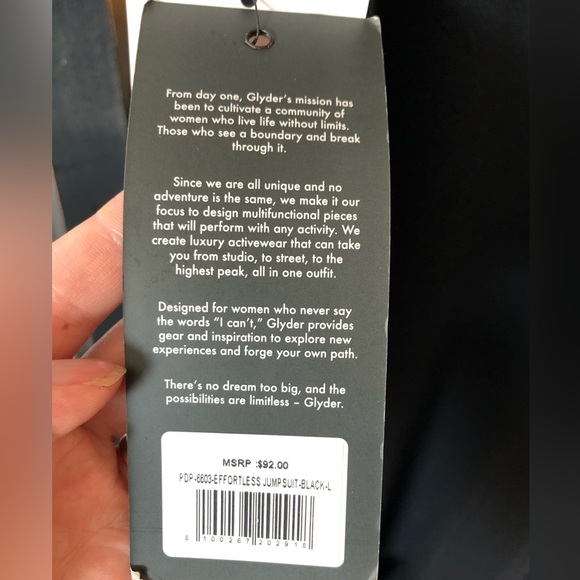 From day one, Glyder's mission has
been to cultivate a community of
women who live life without limits.
Those who see a boundary and break
through it.
Since we are all unique and no
adventure is the same, we make it our
focus to design multifunctional pieces
that will perform with any activity. We
create luxury activewear that can take
you from studio, to street, to the
highest peak, all in one outfit.
Designed for women who never say
the words "I can't," Glyder provides
gear and inspiration to explore new
experiences and forge your own path.
There's no dream too big, and the
possibilities are limitless – Glyder.
MSRP :$92.00
PDP-6603-EFFORTLESS JUMPSUIT-BLACK-L
8 100267 202918